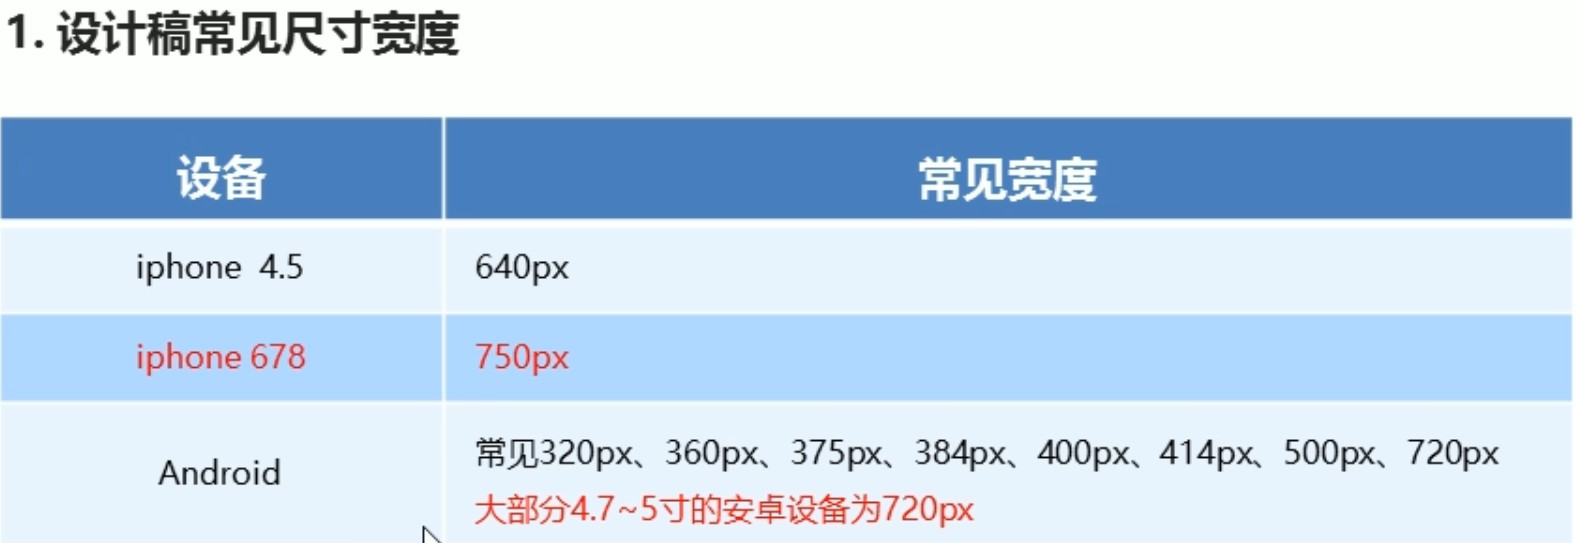 1. 设计稿常见尺寸宽度
设备
常见宽度
iphone  4.5
640px
iphone 678
750px
Android
常见320px、360px、375px、384px、400px、414px、500px、720px
大部分4.7~5寸的安卓设备为720px